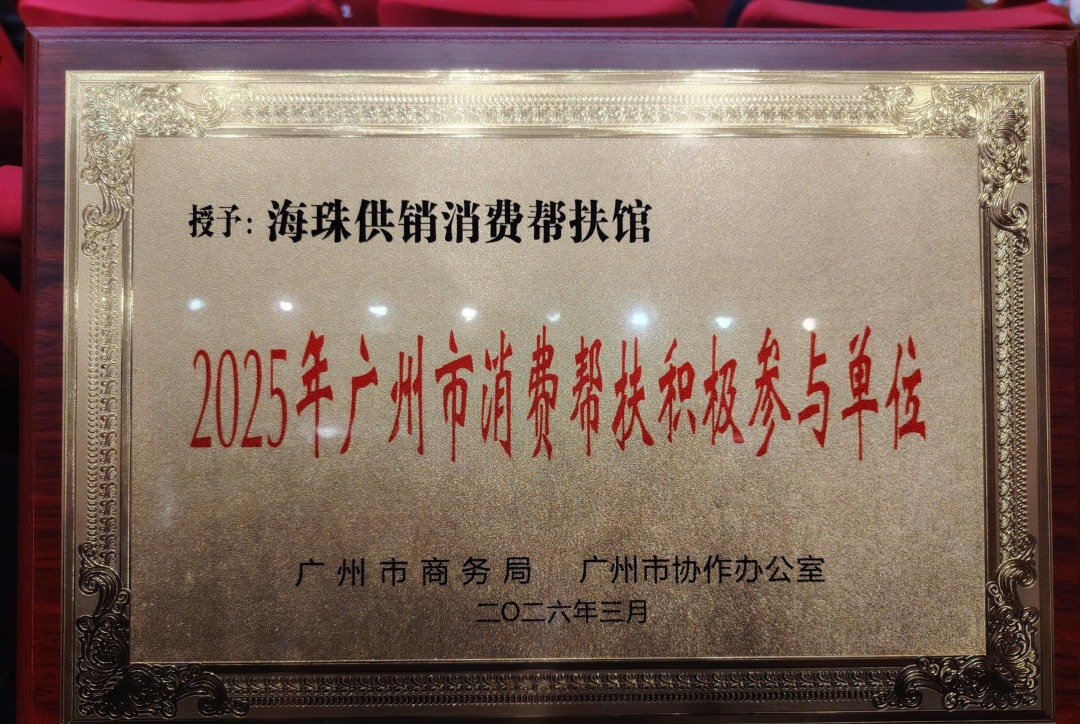 授予：海珠供销消费帮扶馆
2025年广州市消费帮扶积极参与单位
广州市商务局 广州市协作办公室
二〇二六年三月